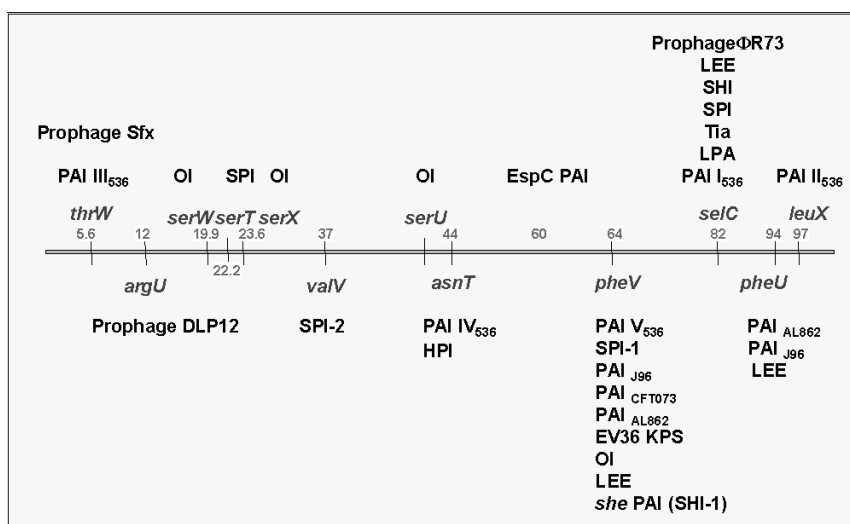 ProphageΦR73
LEE
SHI
SPI
Tia
LPA
Prophage Sfx
PAI III536 OI SPI OI OI EspC PAI PAI I536 PAI II536
thrW serW serT serX serU selC leuX
5.6 12 19.9 23.6 37 44 60 64 82 94 97
22.2
argU valV asnT pheV pheU
Prophage DLP12 SPI-2 PAI IV536 PAI V536 PAI AL862
HPI SPI-1 PAI J96
PAI J96 LEE
PAI CFT073
PAI AL862
EV36 KPS
OI
LEE
she PAI (SHI-1)